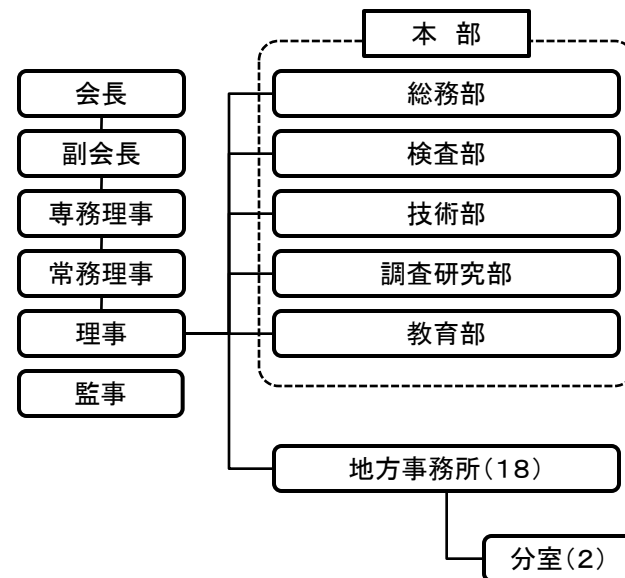 本 部
会長
副会長
専務理事
常務理事
理事
監事
総務部
検査部
技術部
調査研究部
教育部
地方事務所(18)
分室(2)